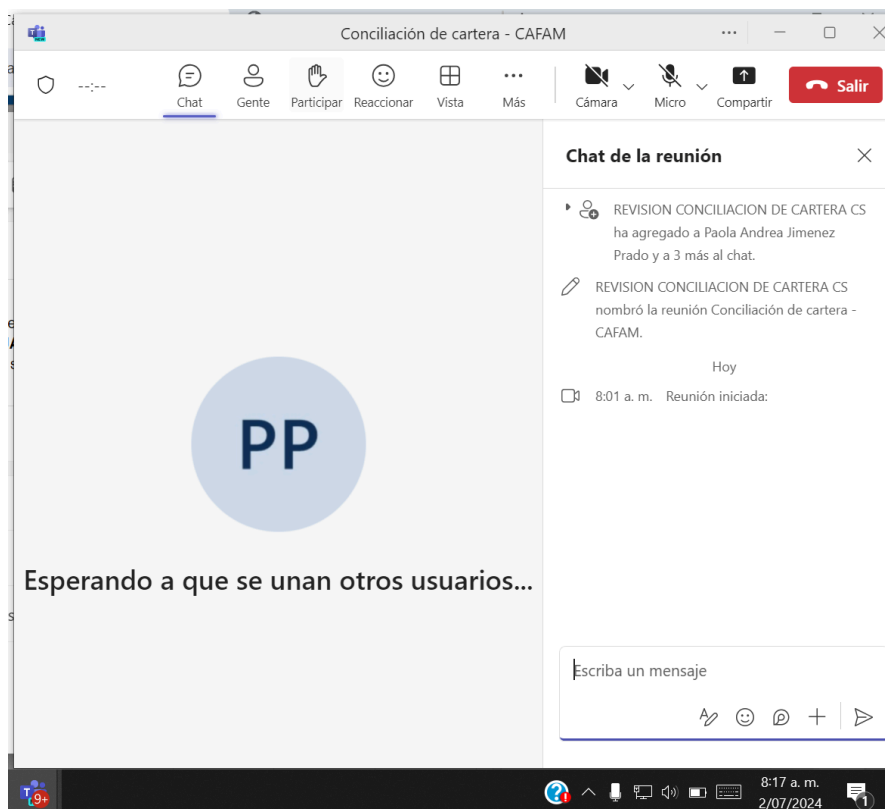 Conciliación de cartera - CAFAM
--:--
Chat
Gente
Participar
Reaccionar
Vista
Más
Cámara
Micro
Compartir
Salir
Chat de la reunión
REVISION CONCILIACION DE CARTERA CS
ha agregado a Paola Andrea Jimenez
Prado y a 3 más al chat.
REVISION CONCILIACION DE CARTERA CS
nombró la reunión Conciliación de cartera -
CAFAM.
Hoy
8:01 a. m. Reunión iniciada:
PP
Esperando a que se unan otros usuarios...
Escriba un mensaje
9+
8:17 a. m.
2/07/2024
1